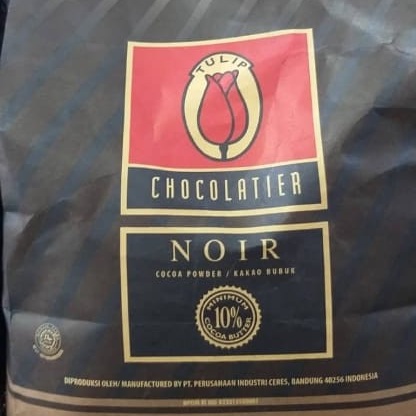 TULIP
CHOCOLATIER
NOIR
COCOA POWDER / KAKAO BUBUK
MINIMUM
10%
COCOA BUTTER
DIPRODUKSI OLEH/ MANUFACTURED BY PT. PERUSAHAAN INDUSTRI CERES, BANDUNG 40256 INDONESIA